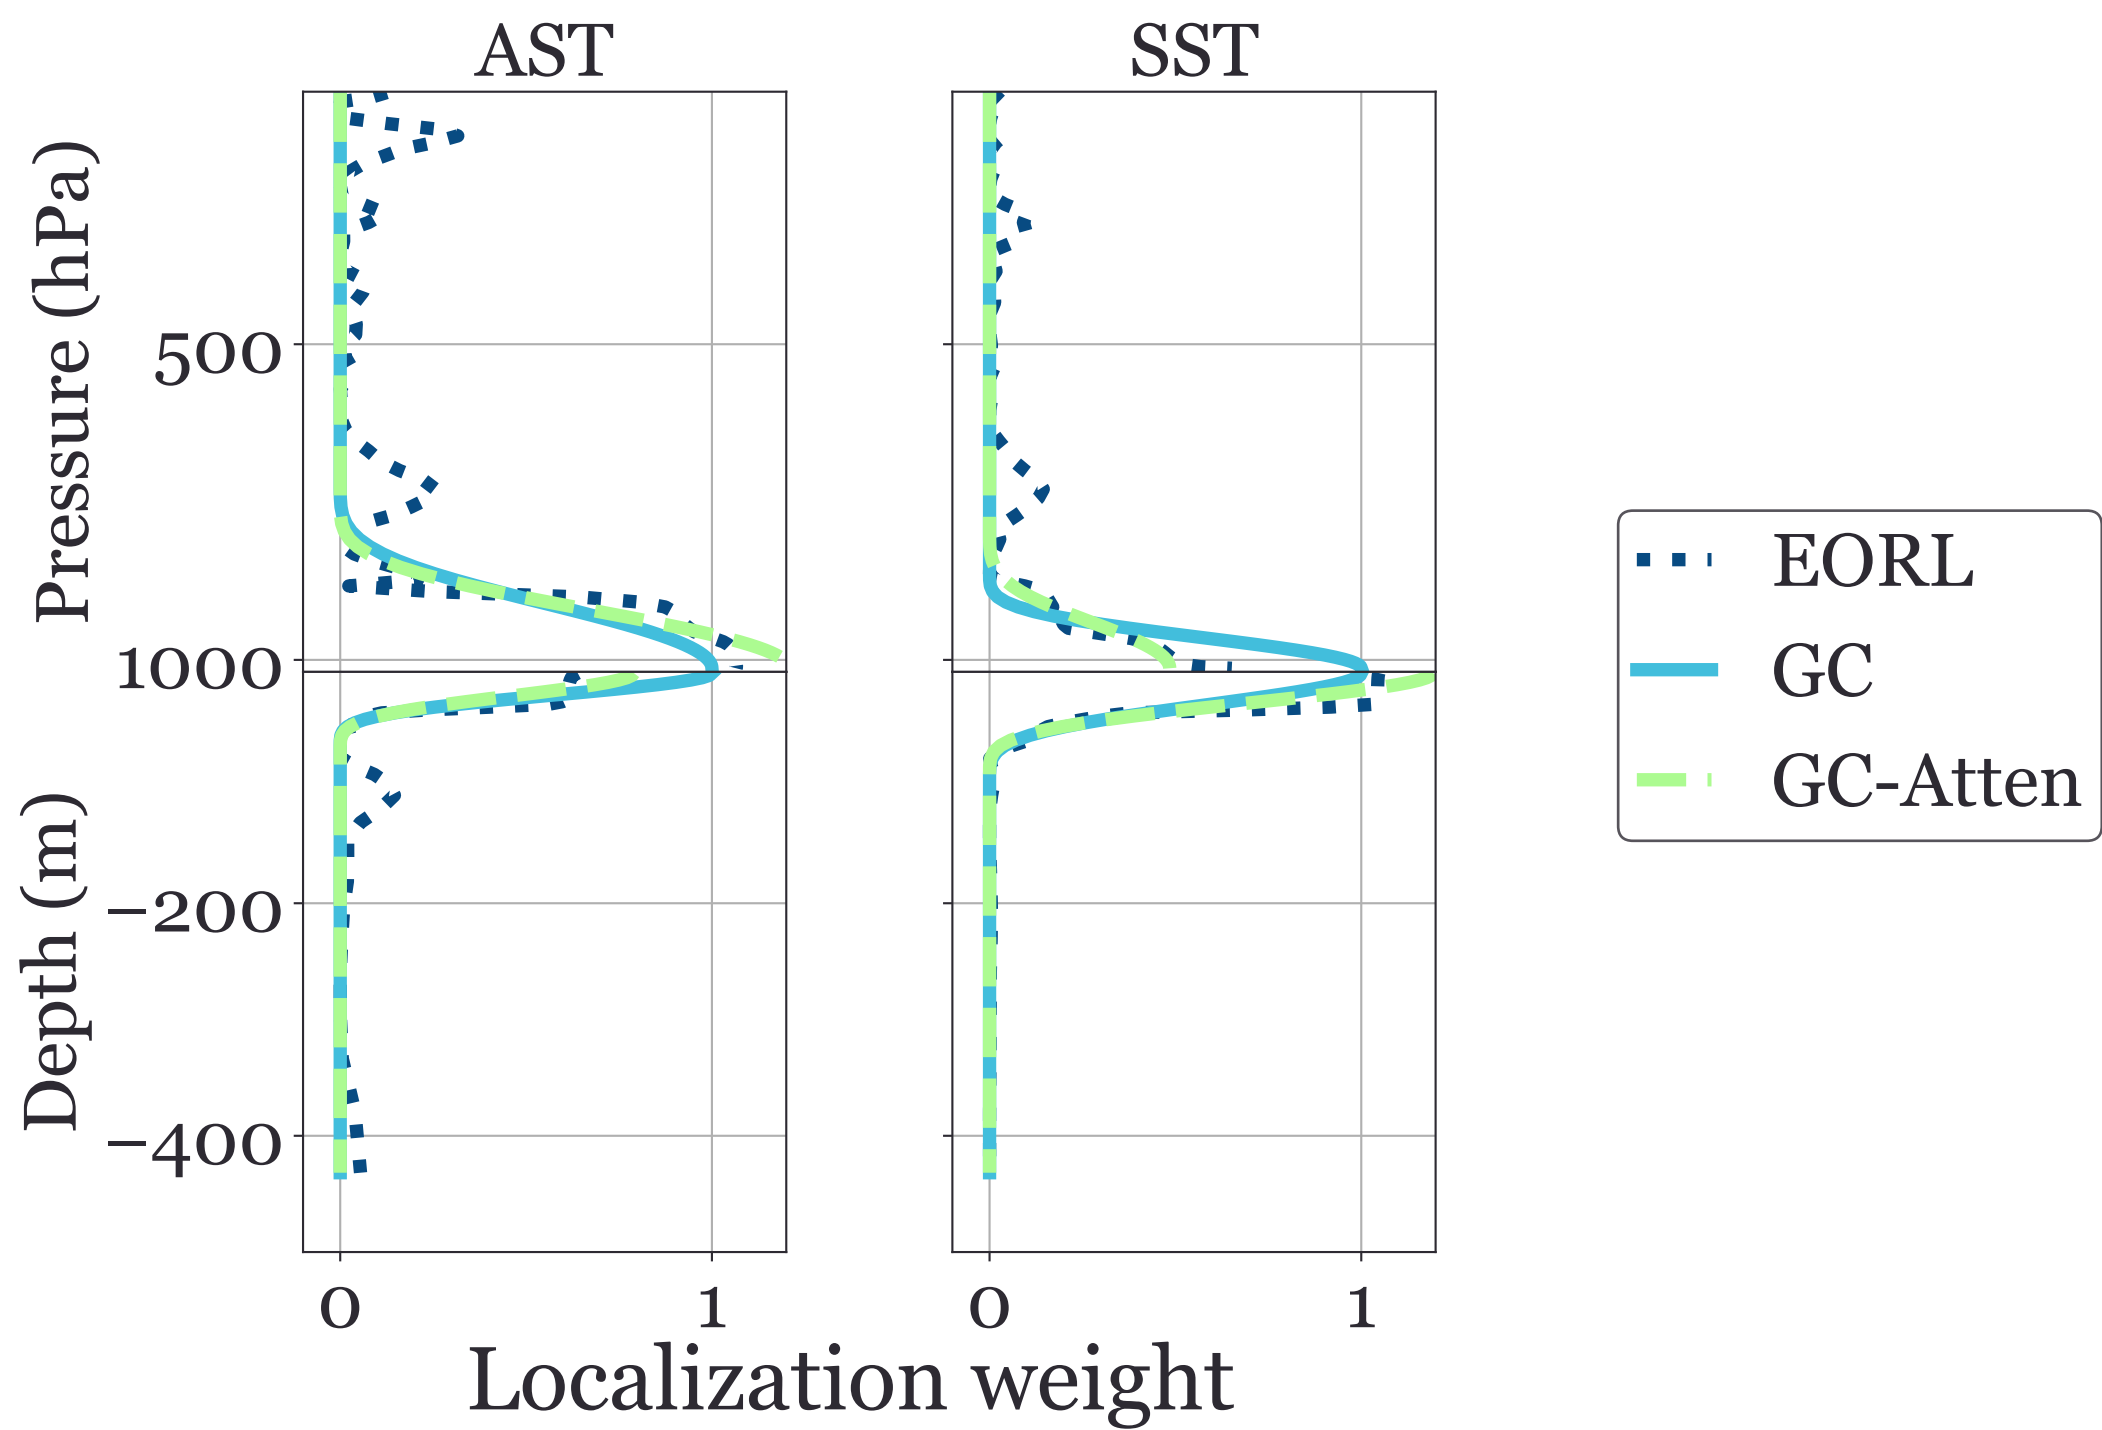 AST
SST
Pressure (hPa)
500
1000
Depth (m)
−200
−400
0
1
0
1
Localization weight
EORL
GC
GC-Atten